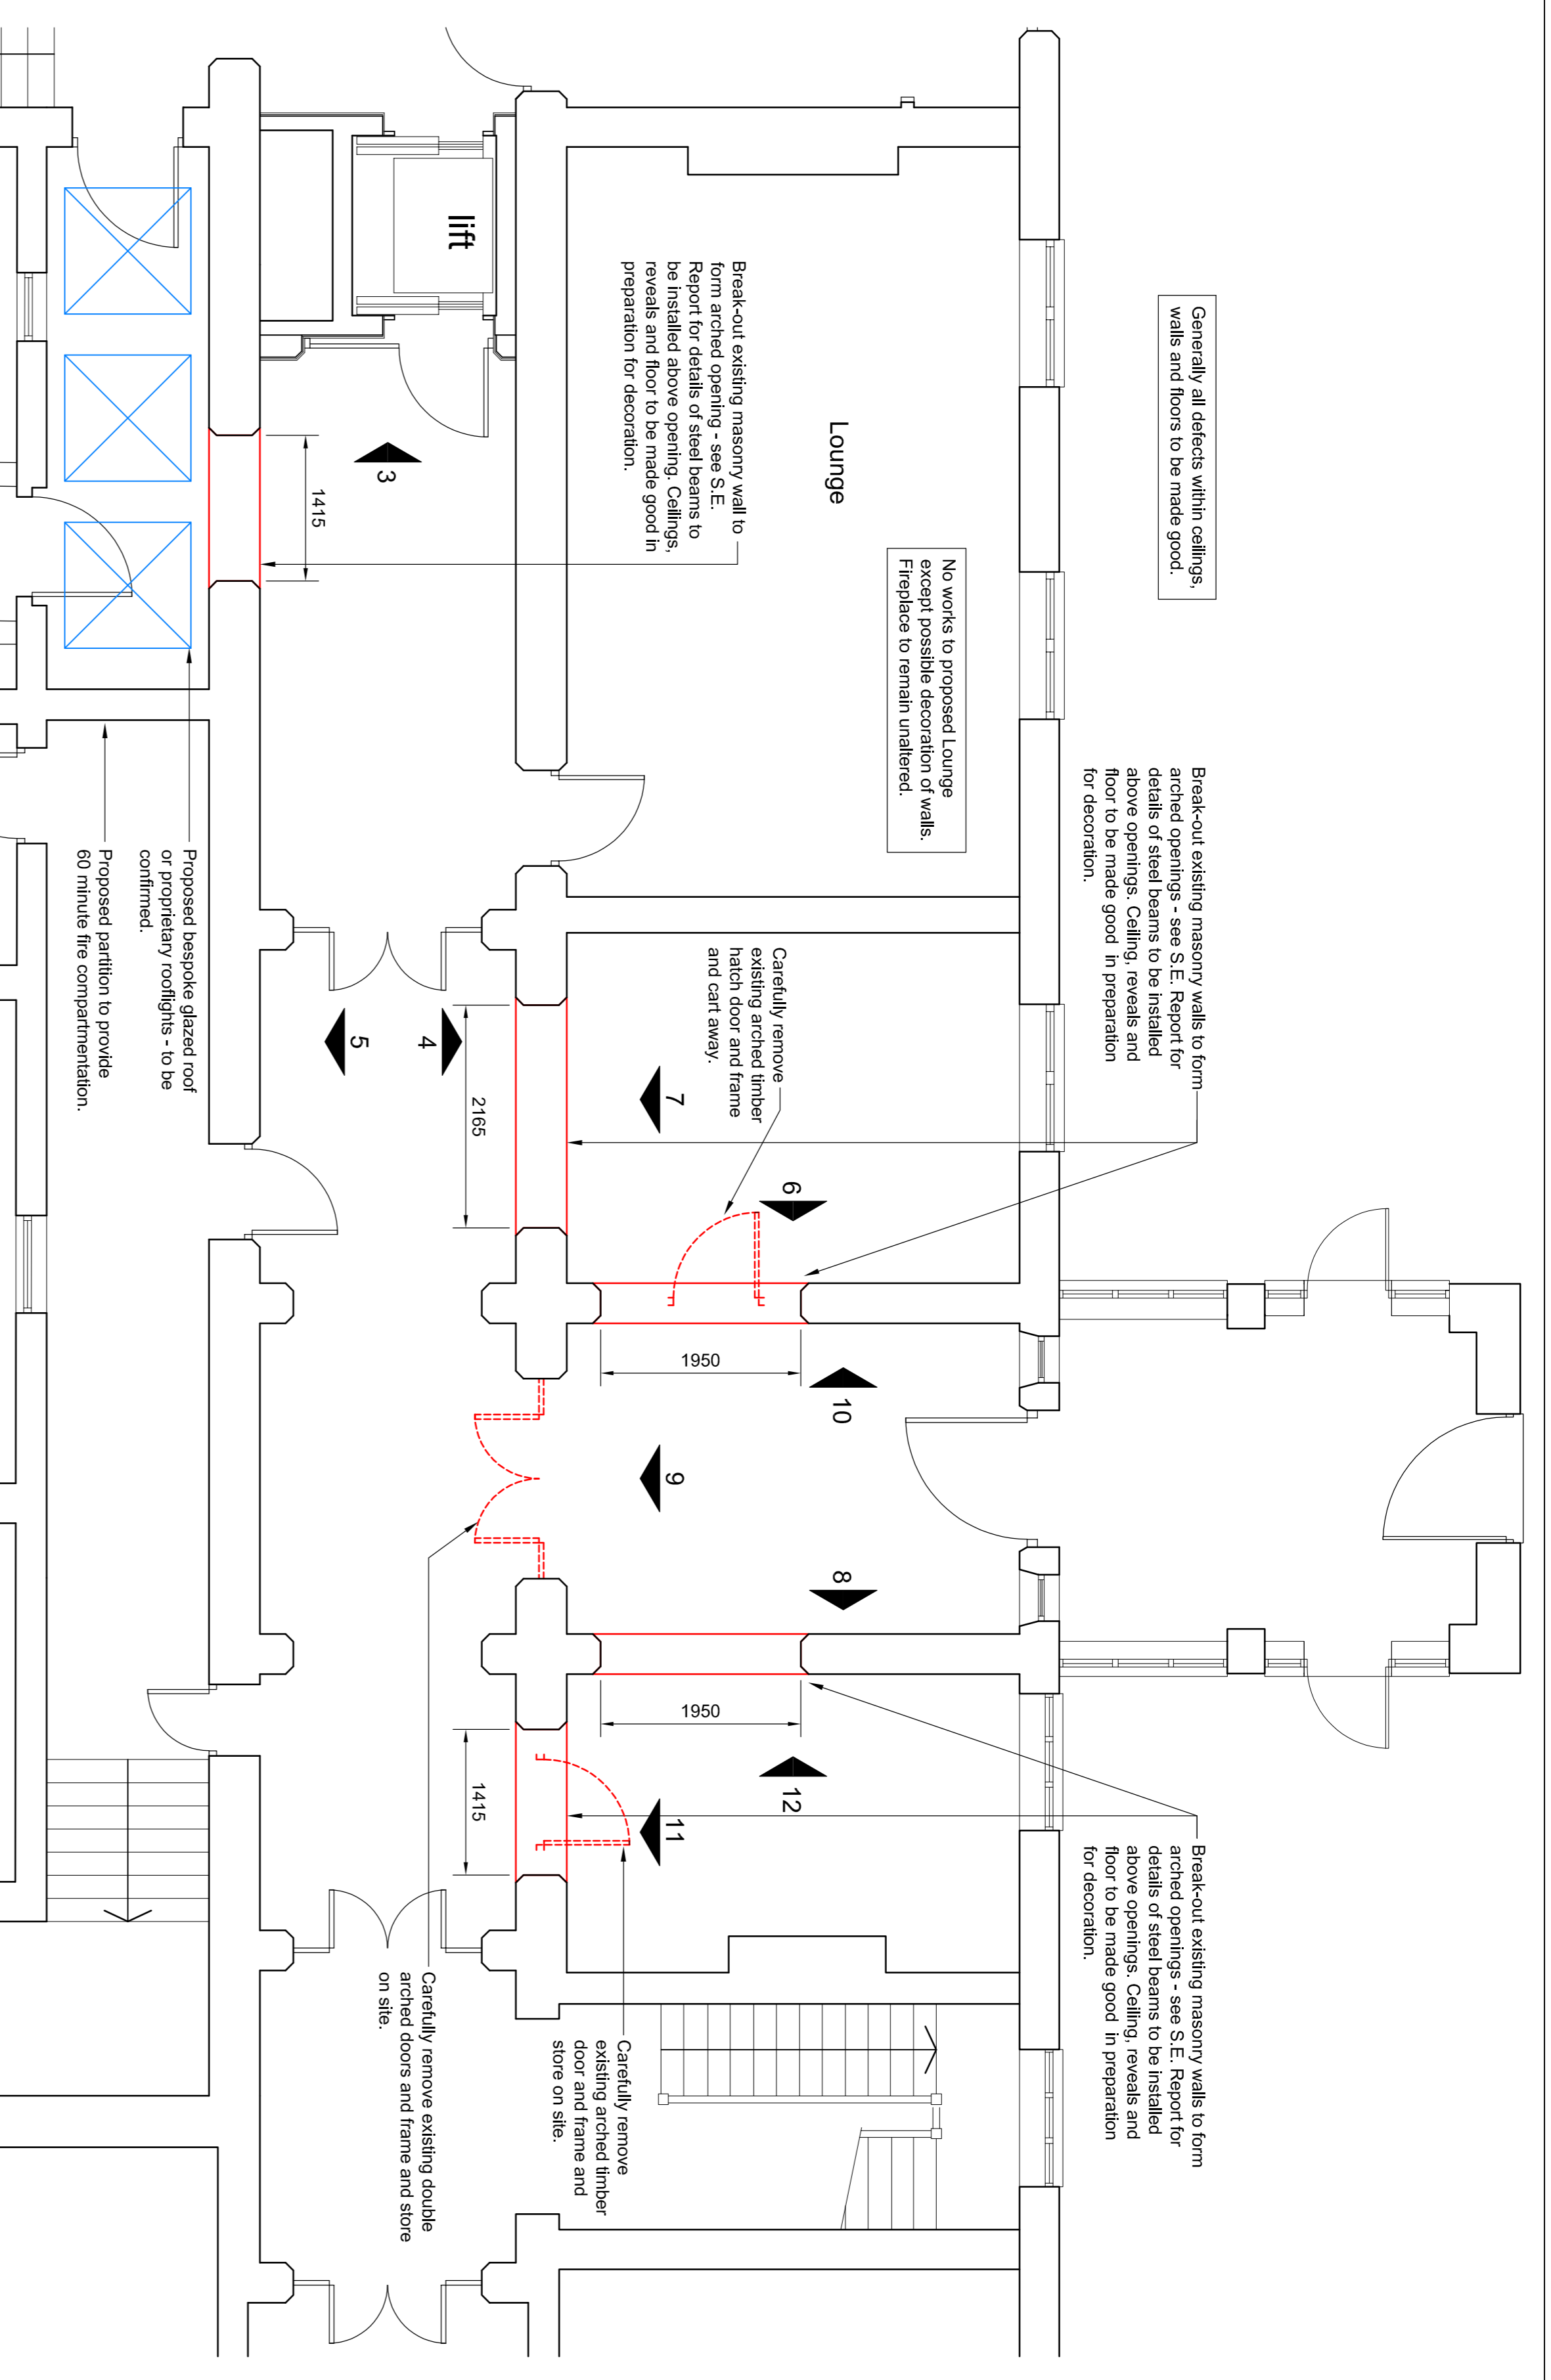 Generally all defects within ceilings,
walls and floors to be made good.
Break-out existing masonry walls to form
arched openings - see S.E. Report for
details of steel beams to be installed
above openings. Ceiling, reveals and
floor to be made good in preparation
for decoration.
Break-out existing masonry walls to form
arched openings - see S.E. Report for
details of steel beams to be installed
above openings. Ceiling, reveals and
floor to be made good in preparation
for decoration.
No works to proposed Lounge
except possible decoration of walls.
Fireplace to remain unaltered.
Lounge
Break-out existing masonry wall to
form arched opening - see S.E.
Report for details of steel beams to
be installed above opening. Ceilings,
reveals and floor to be made good in
preparation for decoration.
Carefully remove
existing arched timber
hatch door and frame
and cart away.
6
10
8
12
7
9
11
1950
1950
lift
Carefully remove
existing arched timber
door and frame and
store on site.
2165
1415
3
4
5
1415
Carefully remove existing double
arched doors and frame and store
on site.
Proposed bespoke glazed roof
or proprietary rooflights - to be
confirmed.
Proposed partition to provide
60 minute fire compartmentation.